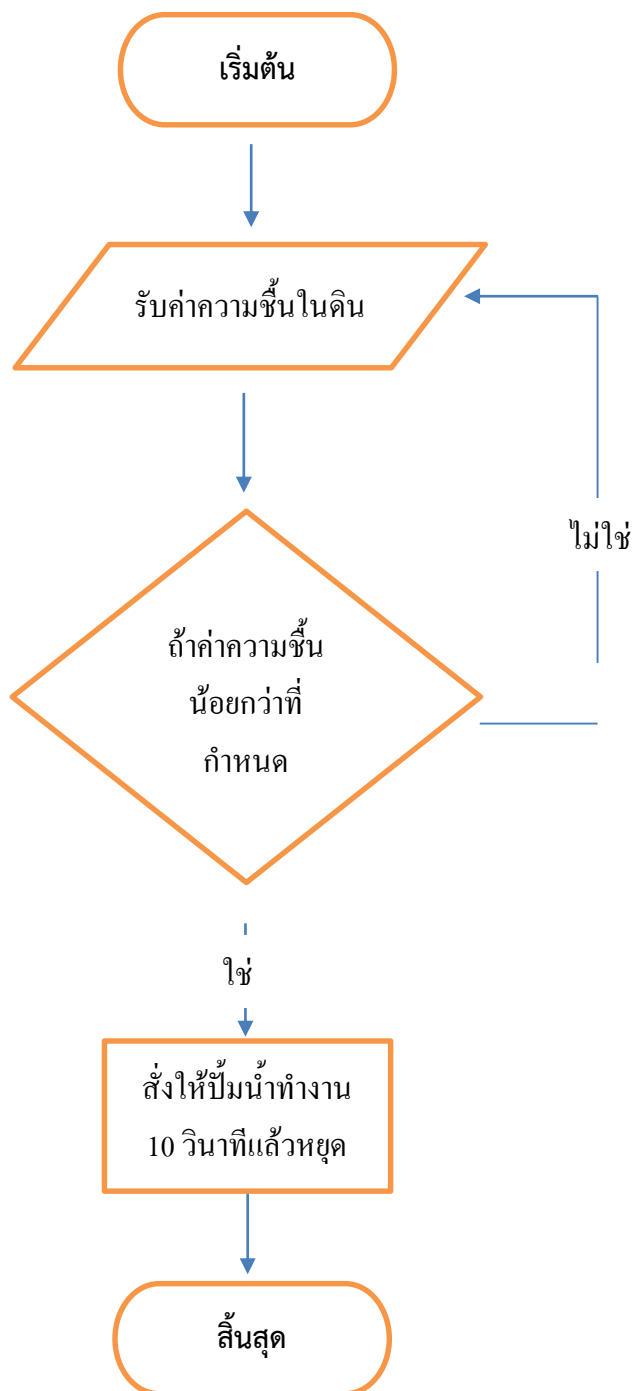 เริ่มต้น
รับค่าความชื้นในดิน
ไม่ใช่
ถ้าค่าความชื้น
น้อยกว่าที่
กำหนด
ใช่
สั่งให้ปั้มน้ำทำงาน
10 วินาทีแล้วหยุด
สิ้นสุด